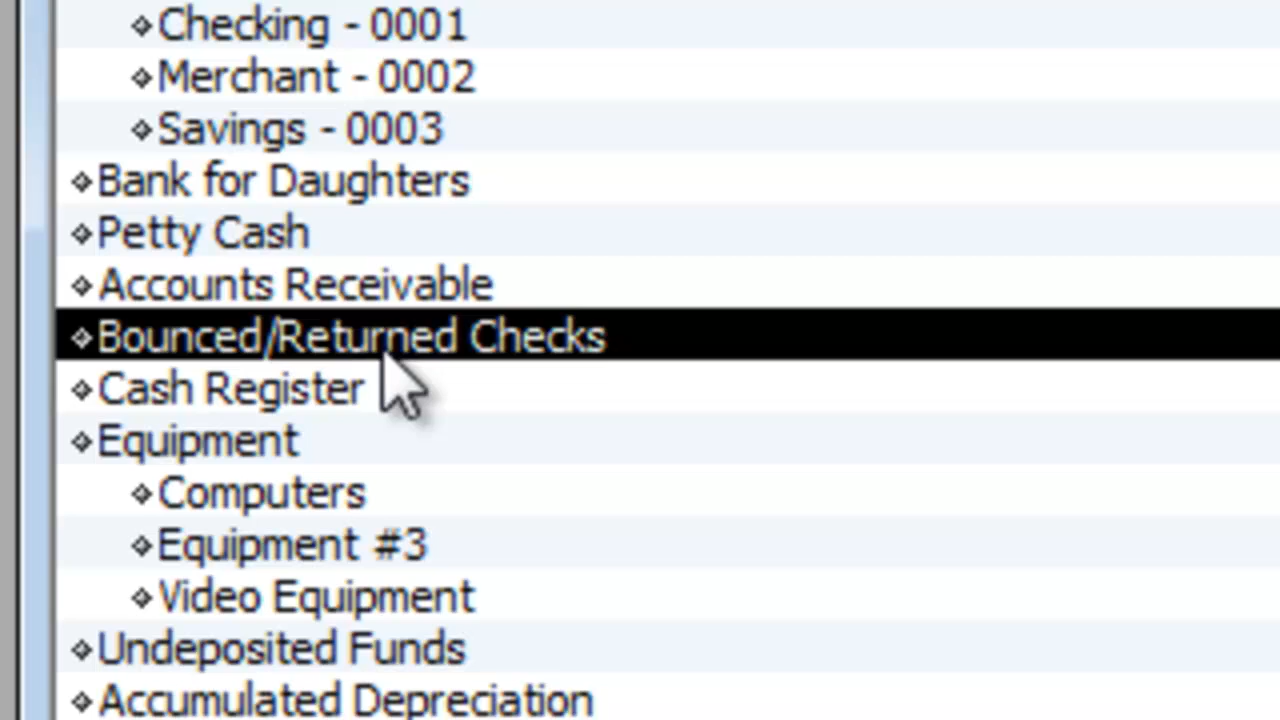 Checking - 0001
Merchant - 0002
Savings - 0003
Bank for Daughters
Petty Cash
Accounts Receivable
Bounced/Returned Checks
Cash Register
Equipment
Computers
Equipment #3
Video Equipment
Undeposited Funds
Accumulated Depreciation